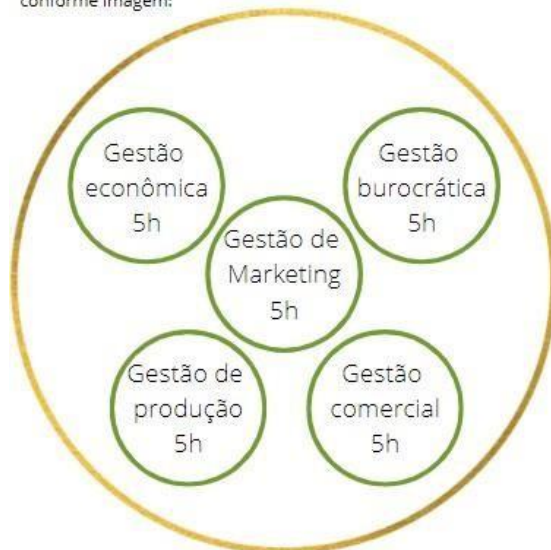 conforme imagem:
Gestão
econômica
5h
Gestão
burocrática
5h
Gestão de
Marketing
5h
Gestão de
produção
5h
Gestão
comercial
5h